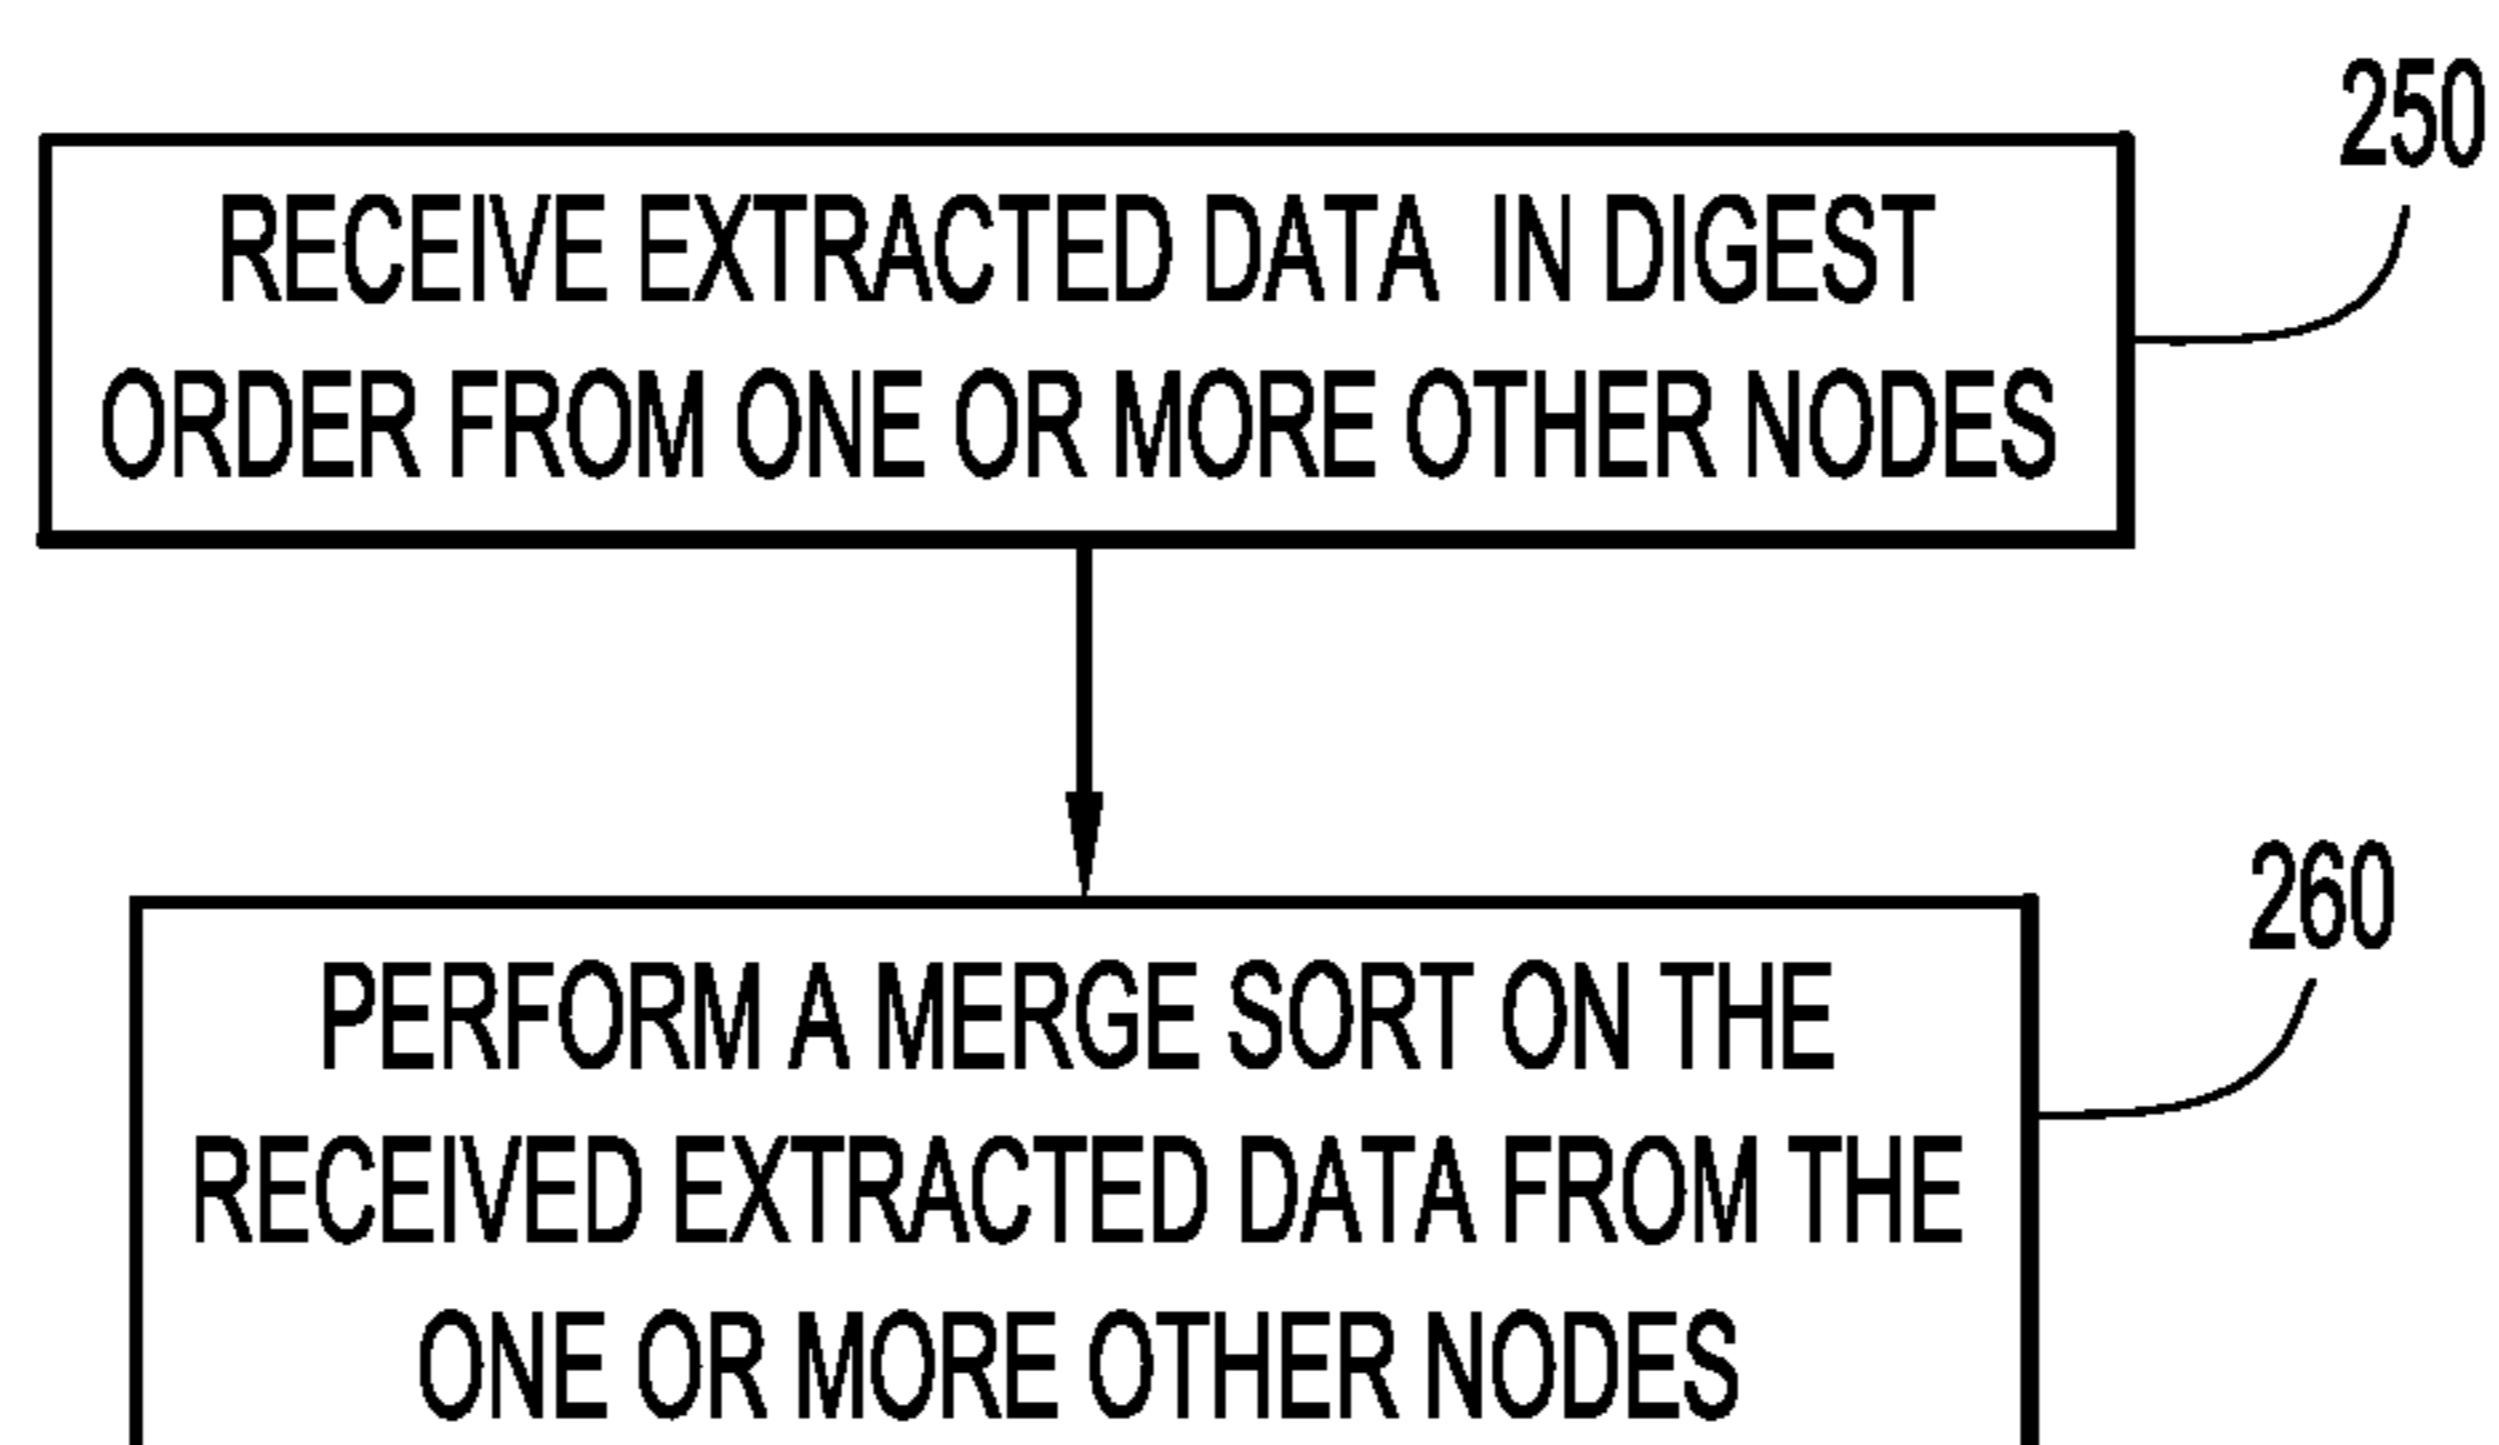 250
RECEIVE EXTRACTED DATA IN DIGEST
ORDER FROM ONE OR MORE OTHER NODES
260
PERFORM A MERGE SORT ON THE
RECEIVED EXTRACTED DATA FROM THE
ONE OR MORE OTHER NODES